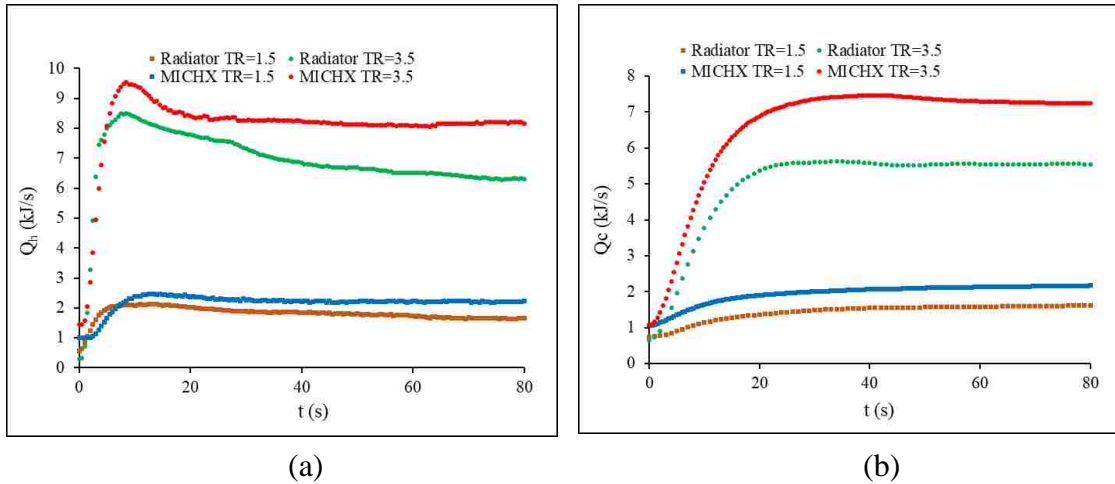 Radiator TR=1.5 Radiator TR=3.5
MICHX TR=1.5 MICHX TR=3.5
10
9
8
7
6
5
4
3
2
1
0
Qh (kJ/s)
0 20 40 60 80
t (s)
(a)
Radiator TR=1.5 Radiator TR=3.5
MICHX TR=1.5 MICHX TR=3.5
8
7
6
5
4
3
2
1
0
Qc (kJ/s)
0 20 40 60 80
t (s)
(b)